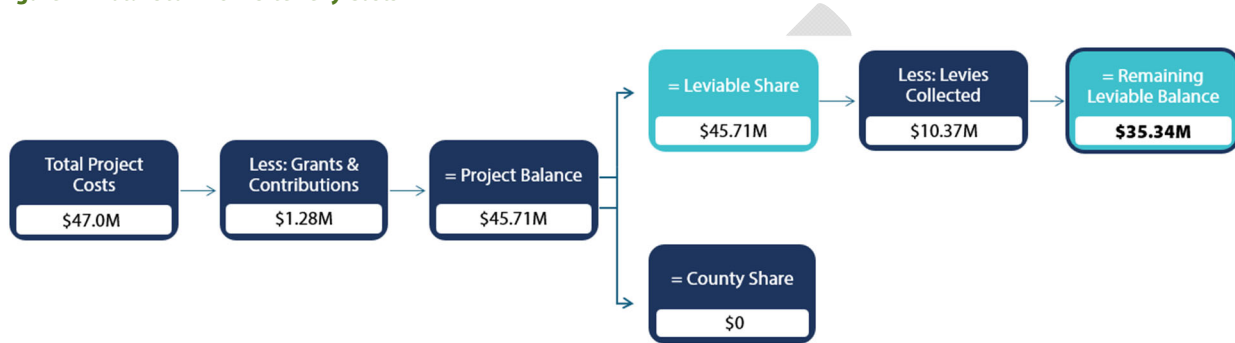 Total Project
Costs
$47.0M
Less: Grants &
Contributions
$1.28M
= Project Balance
$45.71M
= Leviable Share
$45.71M
Less: Levies
Collected
$10.37M
= Remaining
Leviable Balance
$35.34M
= County Share
$0